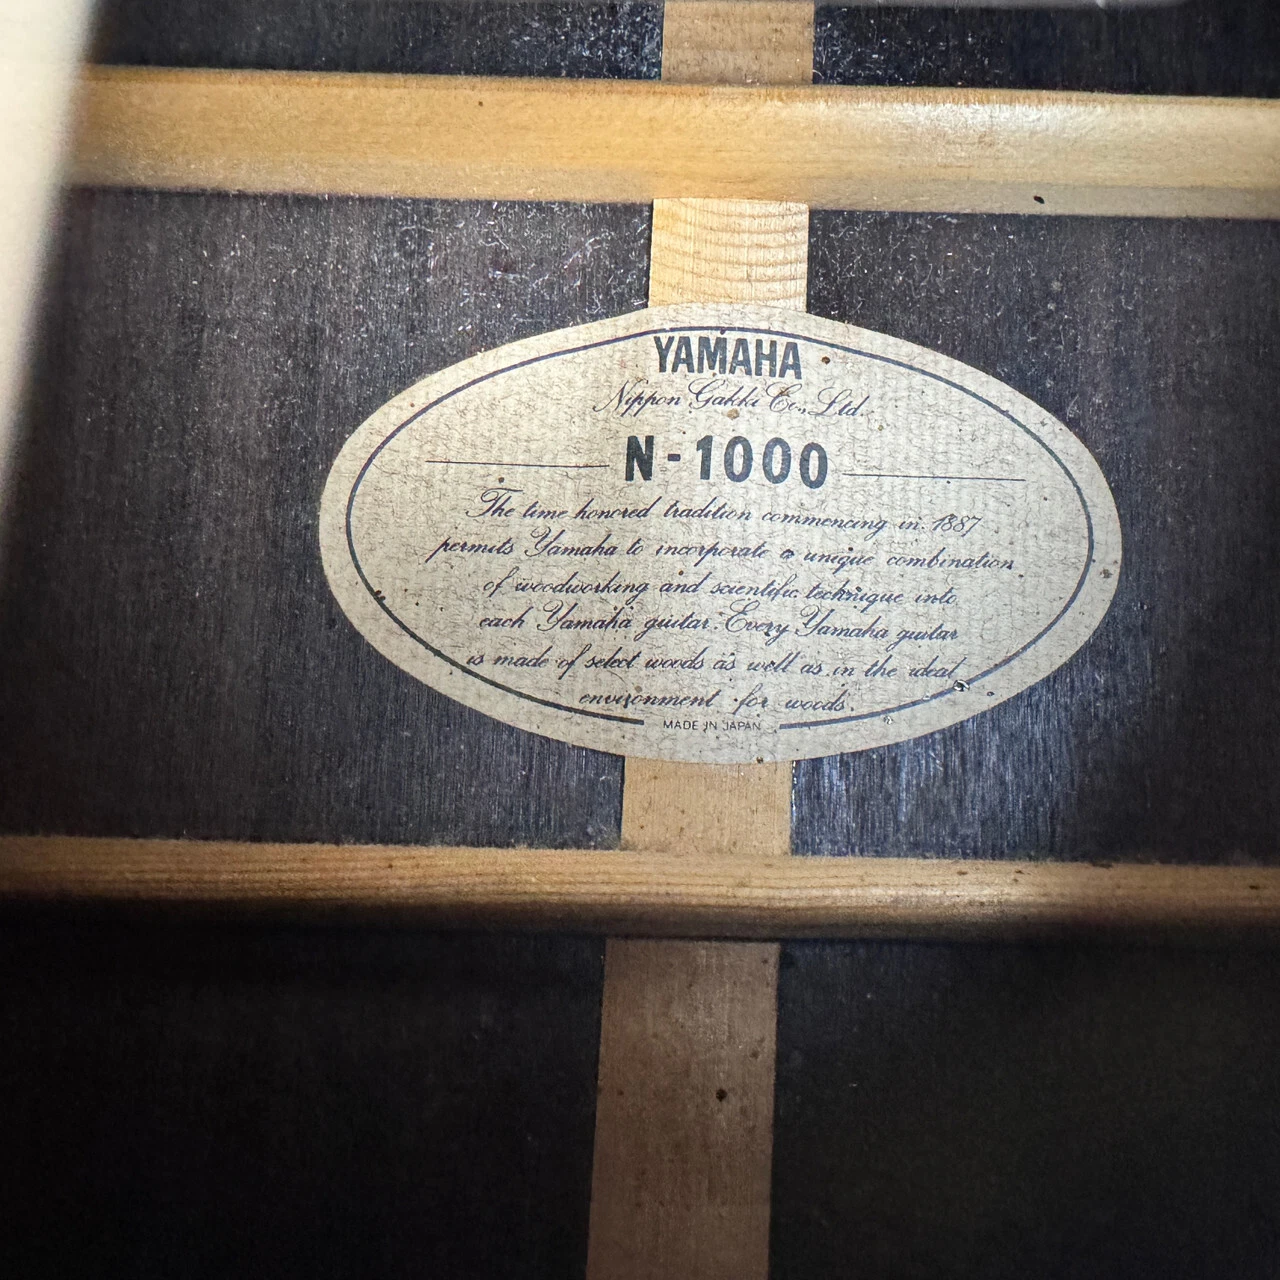 YAMAHA
Nippon Gakki Co., Ltd.
N-1000
The time honored tradition commencing in 1887
permits Yamaha to incorporate a unique combination
of woodworking and scientific technique into
each Yamaha guitar. Every Yamaha guitar
is made of select woods as well as in the ideal
environment for woods.
MADE IN JAPAN